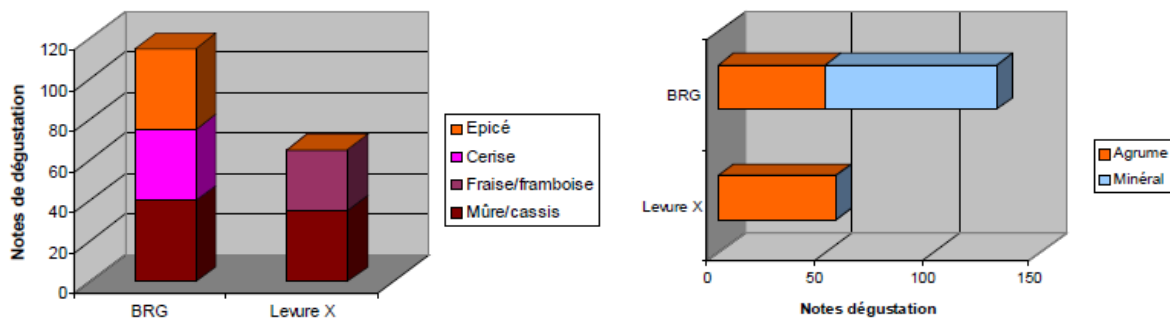 120
100
80
60
40
20
0
Notes de dégustation
BRG
Levure X
Epicé
Cerise
Fraise/framboise
Mûre/cassis
BRG
Levure X
0 50 100 150
Notes dégustation
Agrume
Minéral